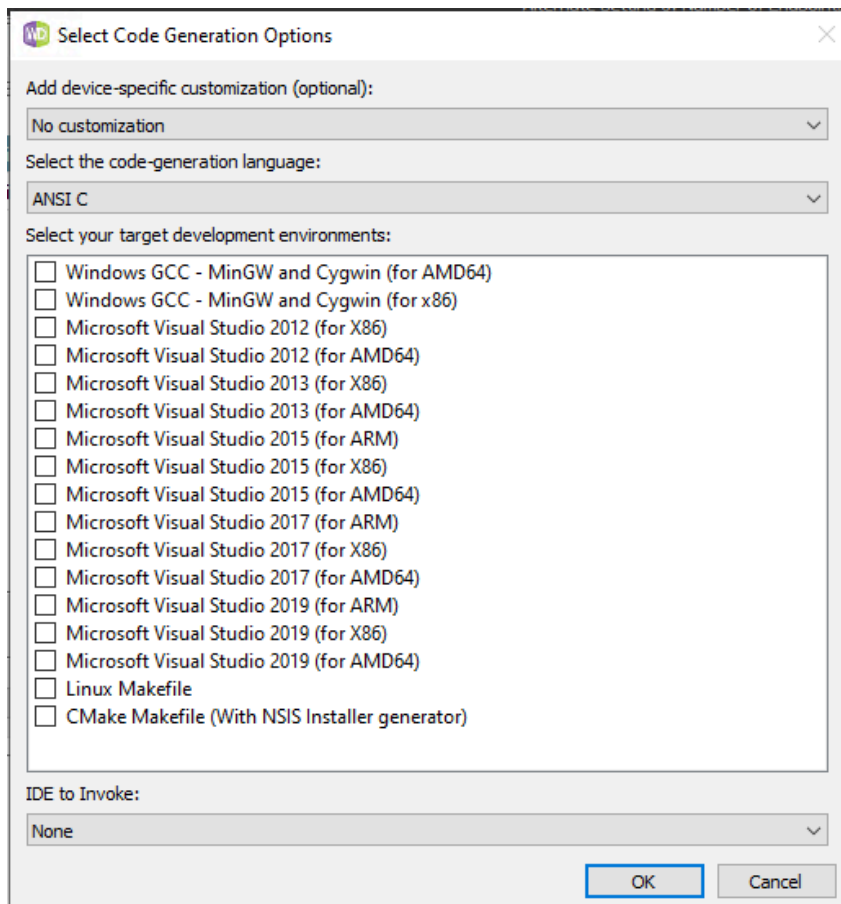 WD Select Code Generation Options
Add device-specific customization (optional):
No customization
Select the code-generation language:
ANSI C
Select your target development environments:
Windows GCC - MinGW and Cygwin (for AMD64)
Windows GCC - MinGW and Cygwin (for x86)
Microsoft Visual Studio 2012 (for X86)
Microsoft Visual Studio 2012 (for AMD64)
Microsoft Visual Studio 2013 (for X86)
Microsoft Visual Studio 2013 (for AMD64)
Microsoft Visual Studio 2015 (for ARM)
Microsoft Visual Studio 2015 (for X86)
Microsoft Visual Studio 2015 (for AMD64)
Microsoft Visual Studio 2017 (for ARM)
Microsoft Visual Studio 2017 (for X86)
Microsoft Visual Studio 2017 (for AMD64)
Microsoft Visual Studio 2019 (for ARM)
Microsoft Visual Studio 2019 (for X86)
Microsoft Visual Studio 2019 (for AMD64)
Linux Makefile
CMake Makefile (With NSIS Installer generator)
IDE to Invoke:
None
OK Cancel